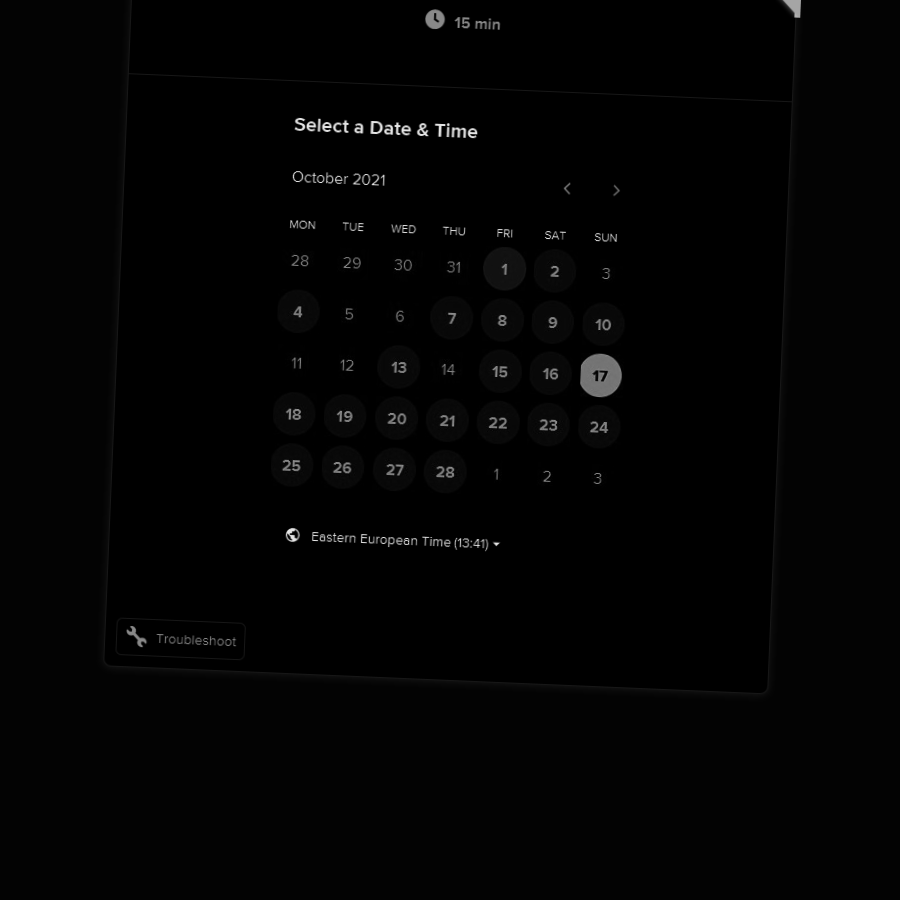 15 min
Select a Date & Time
October 2021
MON TUE WED THU FRI SAT SUN
28 29 30 31 1 2 3
4 5 6 7 8 9 10
11 12 13 14 15 16 17
18 19 20 21 22 23 24
25 26 27 28 1 2 3
Eastern European Time (13:41)
Troubleshoot